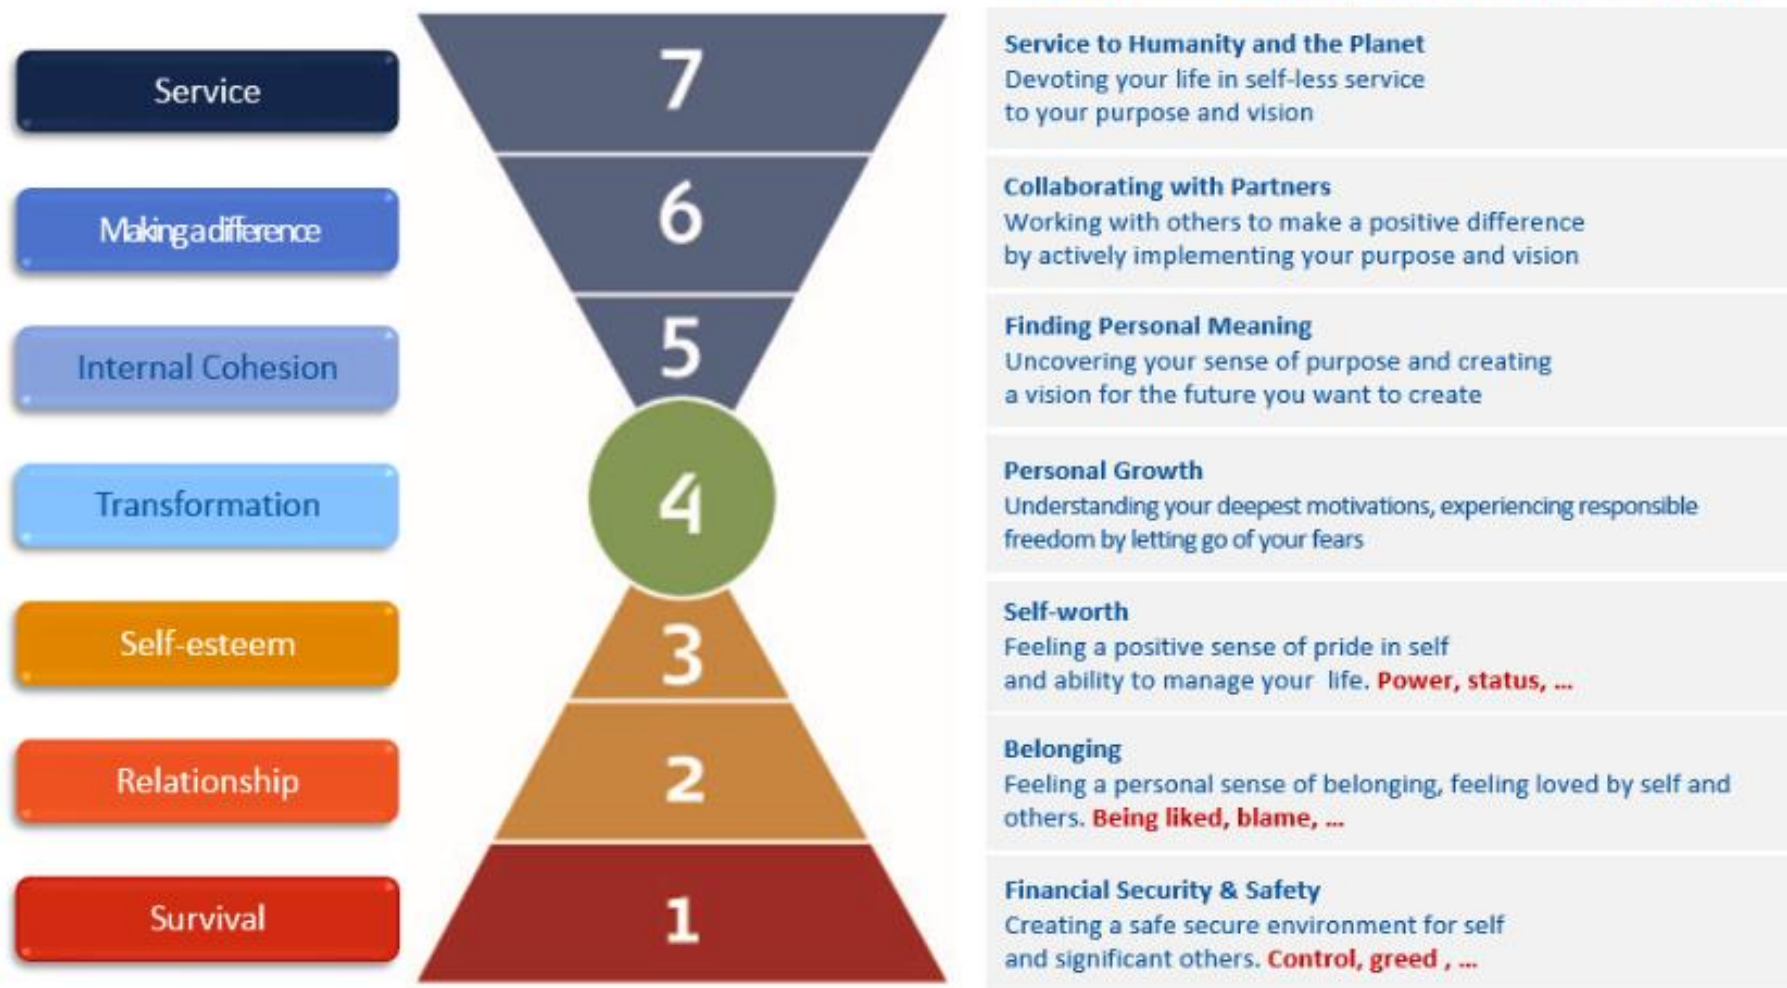 Service
7
Service to Humanity and the Planet
Devoting your life in self-less service
to your purpose and vision
Making a difference
6
Collaborating with Partners
Working with others to make a positive difference
by actively implementing your purpose and vision
Internal Cohesion
5
Finding Personal Meaning
Uncovering your sense of purpose and creating
a vision for the future you want to create
Transformation
4
Personal Growth
Understanding your deepest motivations, experiencing responsible
freedom by letting go of your fears
Self-esteem
3
Self-worth
Feeling a positive sense of pride in self
and ability to manage your life. Power, status, ...
Relationship
2
Belonging
Feeling a personal sense of belonging, feeling loved by self and
others. Being liked, blame, ...
Survival
1
Financial Security & Safety
Creating a safe secure environment for self
and significant others. Control, greed , ...